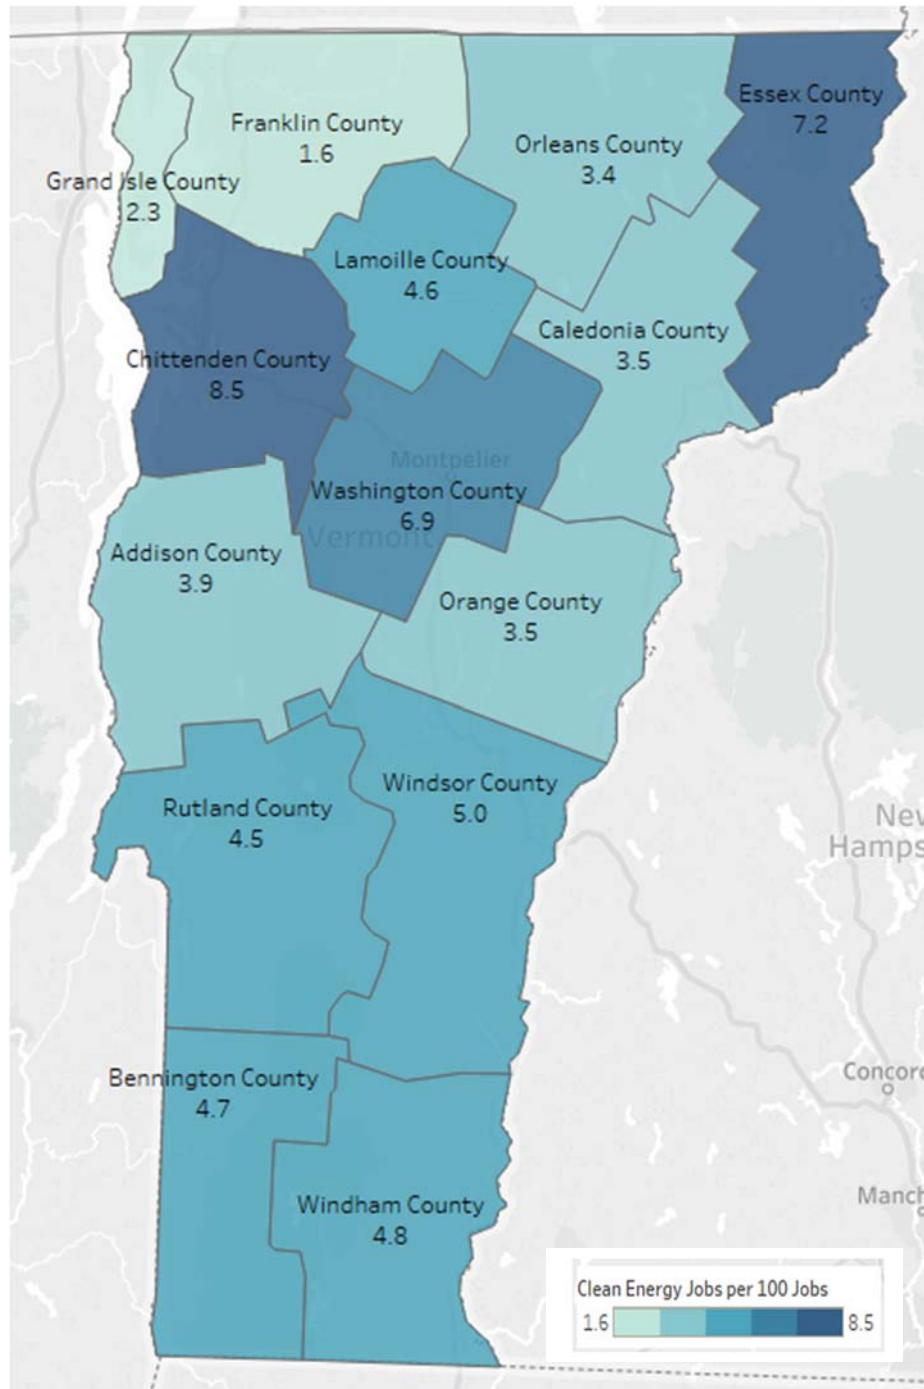 Essex County
7.2
Franklin County
1.6
Orleans County
3.4
Grand Isle County
2.3
Lamoille County
4.6
Caledonia County
3.5
Chittenden County
8.5
Montpelier
Washington County
6.9
Vermont
Addison County
3.9
Orange County
3.5
Windsor County
5.0
Rutland County
4.5
New
Hamps
Concord
Bennington County
4.7
Manch
Windham County
4.8
Clean Energy Jobs per 100 Jobs
1.6
8.5